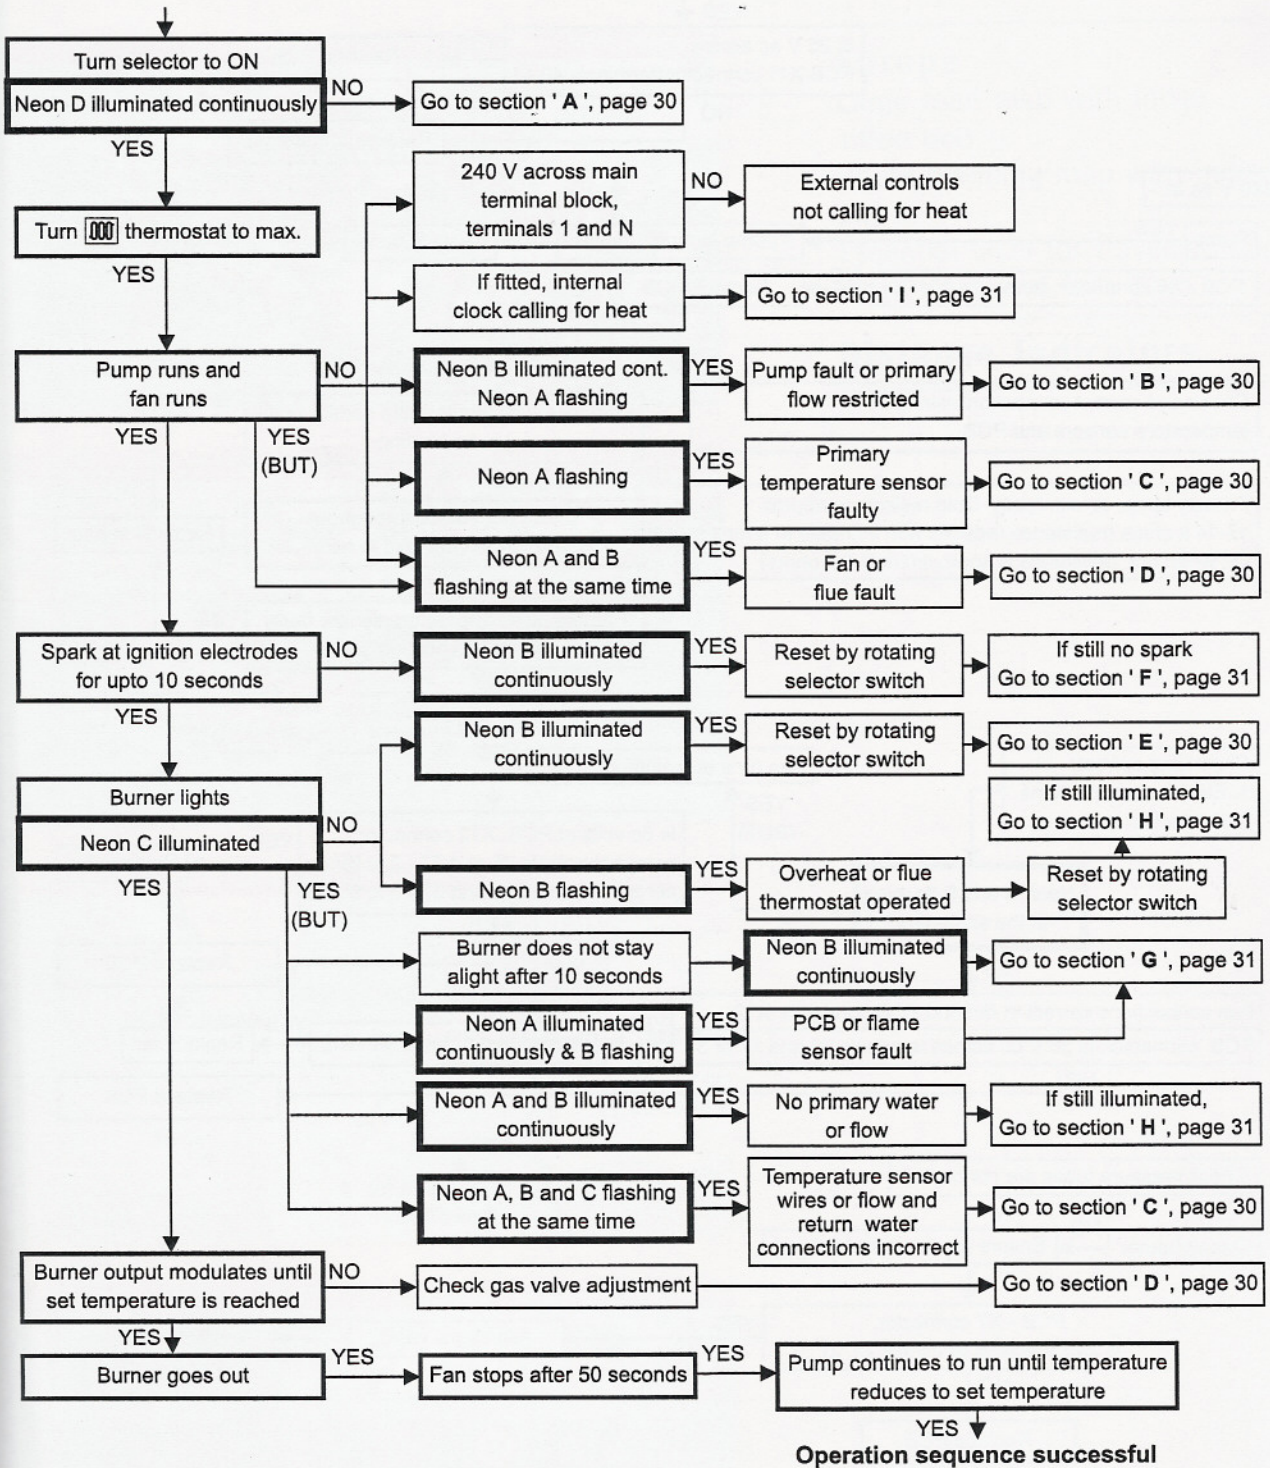 Turn selector to ON
Neon D illuminated continuously
NO
Go to section ' A ', page 30
YES
Turn thermostat to max.
YES
240 V across main
terminal block,
terminals 1 and N
NO
External controls
not calling for heat
If fitted, internal
clock calling for heat
Go to section ' I ', page 31
Pump runs and
fan runs
NO
Neon B illuminated cont.
Neon A flashing
YES
Pump fault or primary
flow restricted
Go to section ' B ', page 30
YES
YES
(BUT)
Neon A flashing
YES
Primary
temperature sensor
faulty
Go to section ' C ', page 30
Neon A and B
flashing at the same time
YES
Fan or
flue fault
Go to section ' D ', page 30
Spark at ignition electrodes
for upto 10 seconds
NO
Neon B illuminated
continuously
YES
Reset by rotating
selector switch
If still no spark
Go to section ' F ', page 31
YES
Neon B illuminated
continuously
YES
Reset by rotating
selector switch
Go to section ' E ', page 30
Burner lights
Neon C illuminated
NO
If still illuminated,
Go to section ' H ', page 31
Neon B flashing
YES
Overheat or flue
thermostat operated
Reset by rotating
selector switch
YES
YES
(BUT)
Burner does not stay
alight after 10 seconds
Neon B illuminated
continuously
Go to section ' G ', page 31
Neon A illuminated
continuously & B flashing
YES
PCB or flame
sensor fault
Neon A and B illuminated
continuously
YES
No primary water
or flow
If still illuminated,
Go to section ' H ', page 31
Neon A, B and C flashing
at the same time
YES
Temperature sensor
wires or flow and
return water
connections incorrect
Go to section ' C ', page 30
Burner output modulates until
set temperature is reached
NO
Check gas valve adjustment
Go to section ' D ', page 30
YES
Burner goes out
YES
Fan stops after 50 seconds
YES
Pump continues to run until temperature
reduces to set temperature
YES
Operation sequence successful